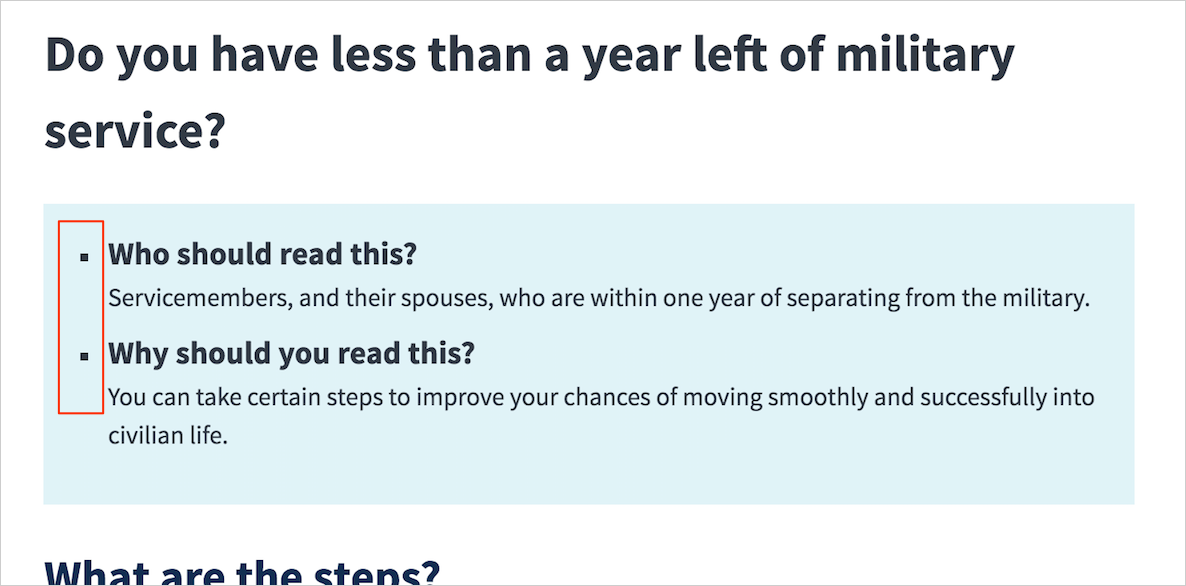 Do you have less than a year left of military
service?
Who should read this?
Servicemembers, and their spouses, who are within one year of separating from the military.
Why should you read this?
You can take certain steps to improve your chances of moving smoothly and successfully into
civilian life.
What are the steps?